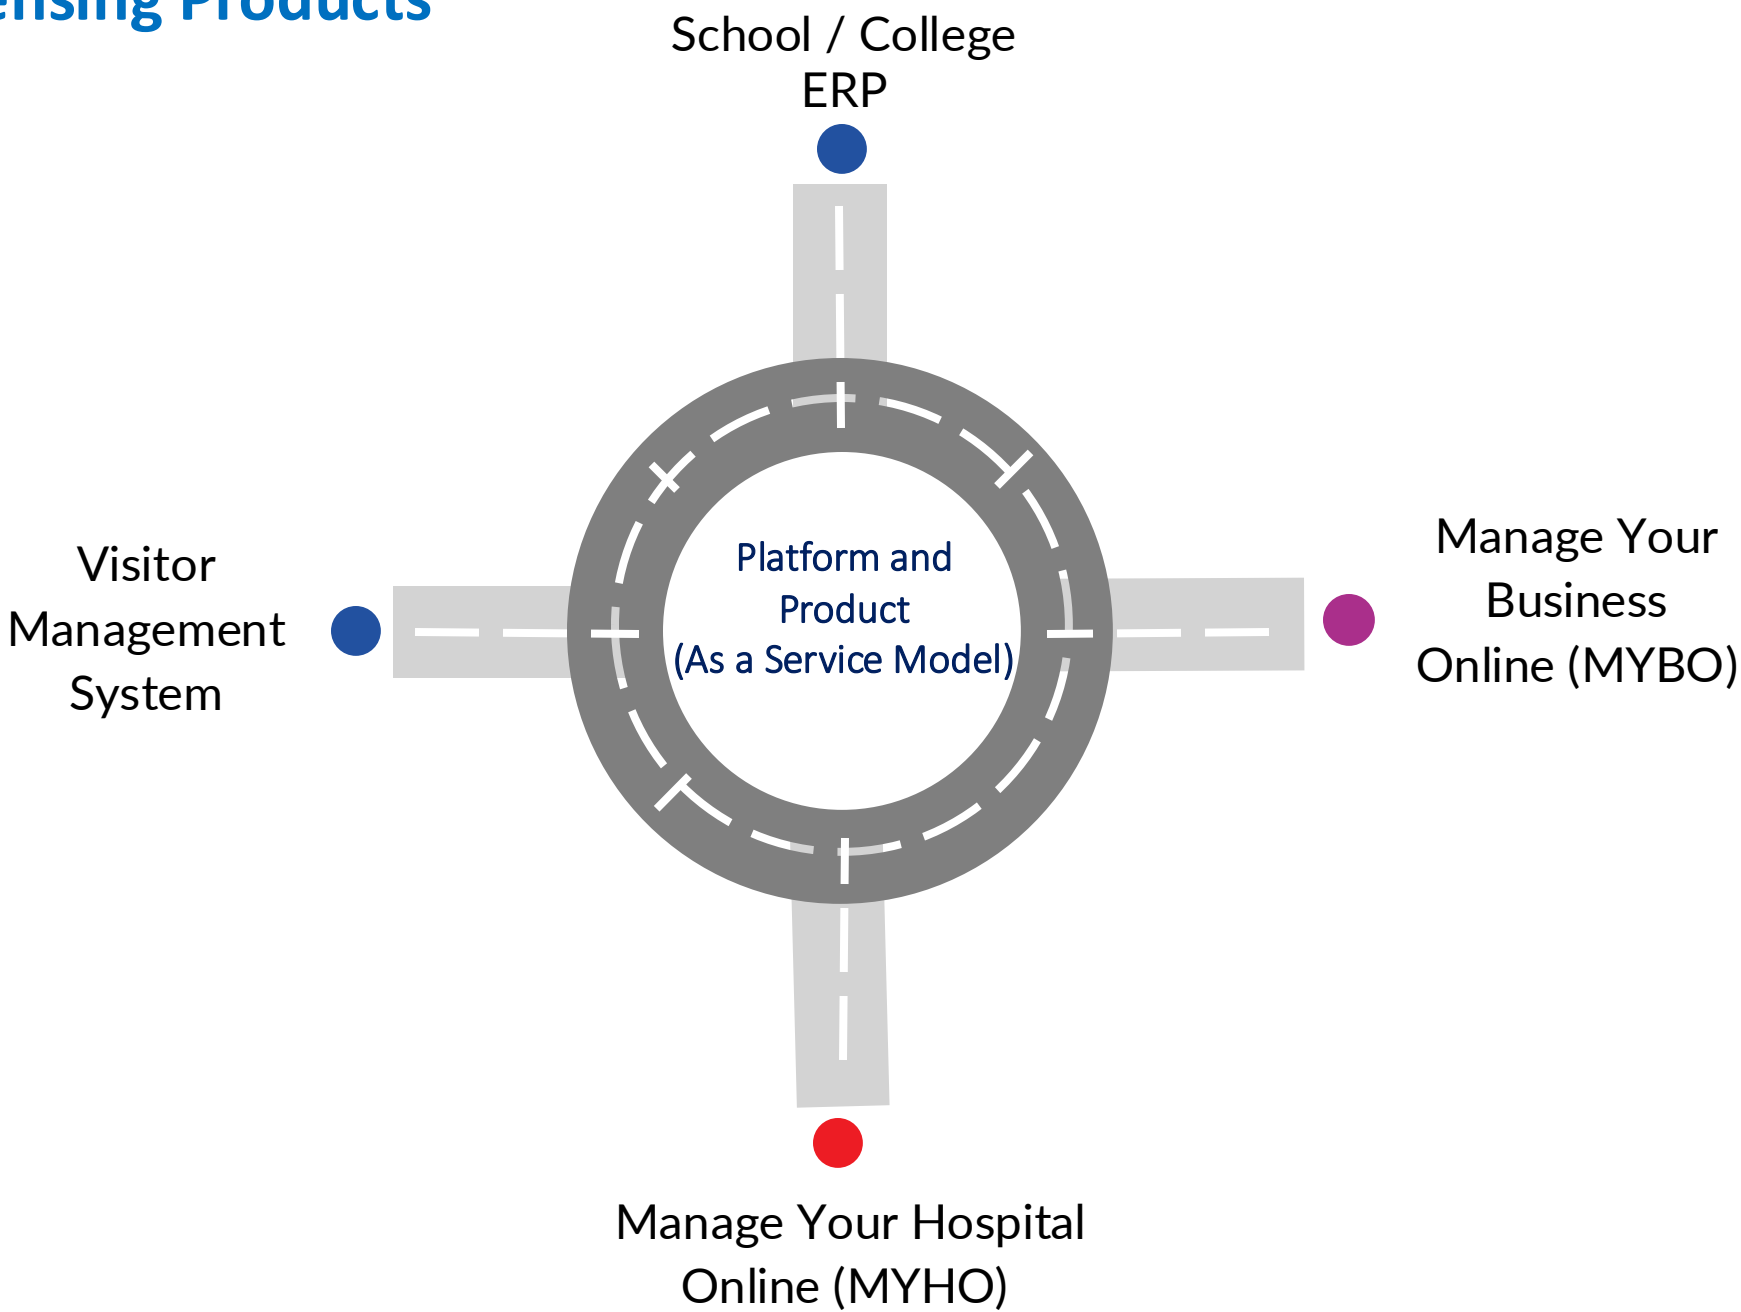 Products
School / College
ERP
Visitor
Management
System
Platform and
Product
(As a Service Model)
Manage Your
Business
Online (MYBO)
Manage Your Hospital
Online (MYHO)